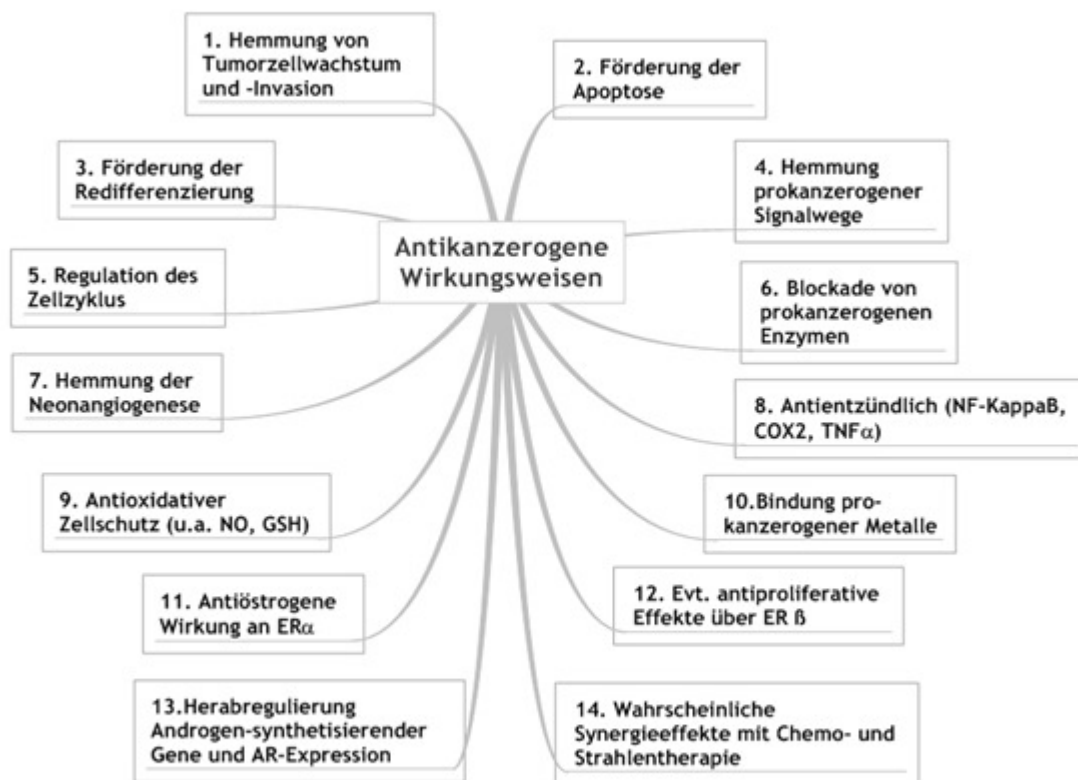 1. Hemmung von
Tumorzellwachstum
und -Invasion
2. Förderung der
Apoptose
3. Förderung der
Redifferenzierung
4. Hemmung
prokanzerogener
Signalwege
Antikanzerogene
Wirkungsweisen
5. Regulation des
Zellzyklus
6. Blockade von
prokanzerogenen
Enzymen
7. Hemmung der
Neonangiogenese
8. Antientzündlich (NF-KappaB,
COX2, TNFα)
9. Antioxidativer
Zellschutz (u.a. NO, GSH)
10.Bindung pro-
kanzerogener Metalle
11. Antiöstrogene
Wirkung an ERα
12. Evt. antiproliferative
Effekte über ER ß
13.Herabregulierung
Androgen-synthetisierender
Gene und AR-Expression
14. Wahrscheinliche
Synergieeffekte mit Chemo- und
Strahlentherapie